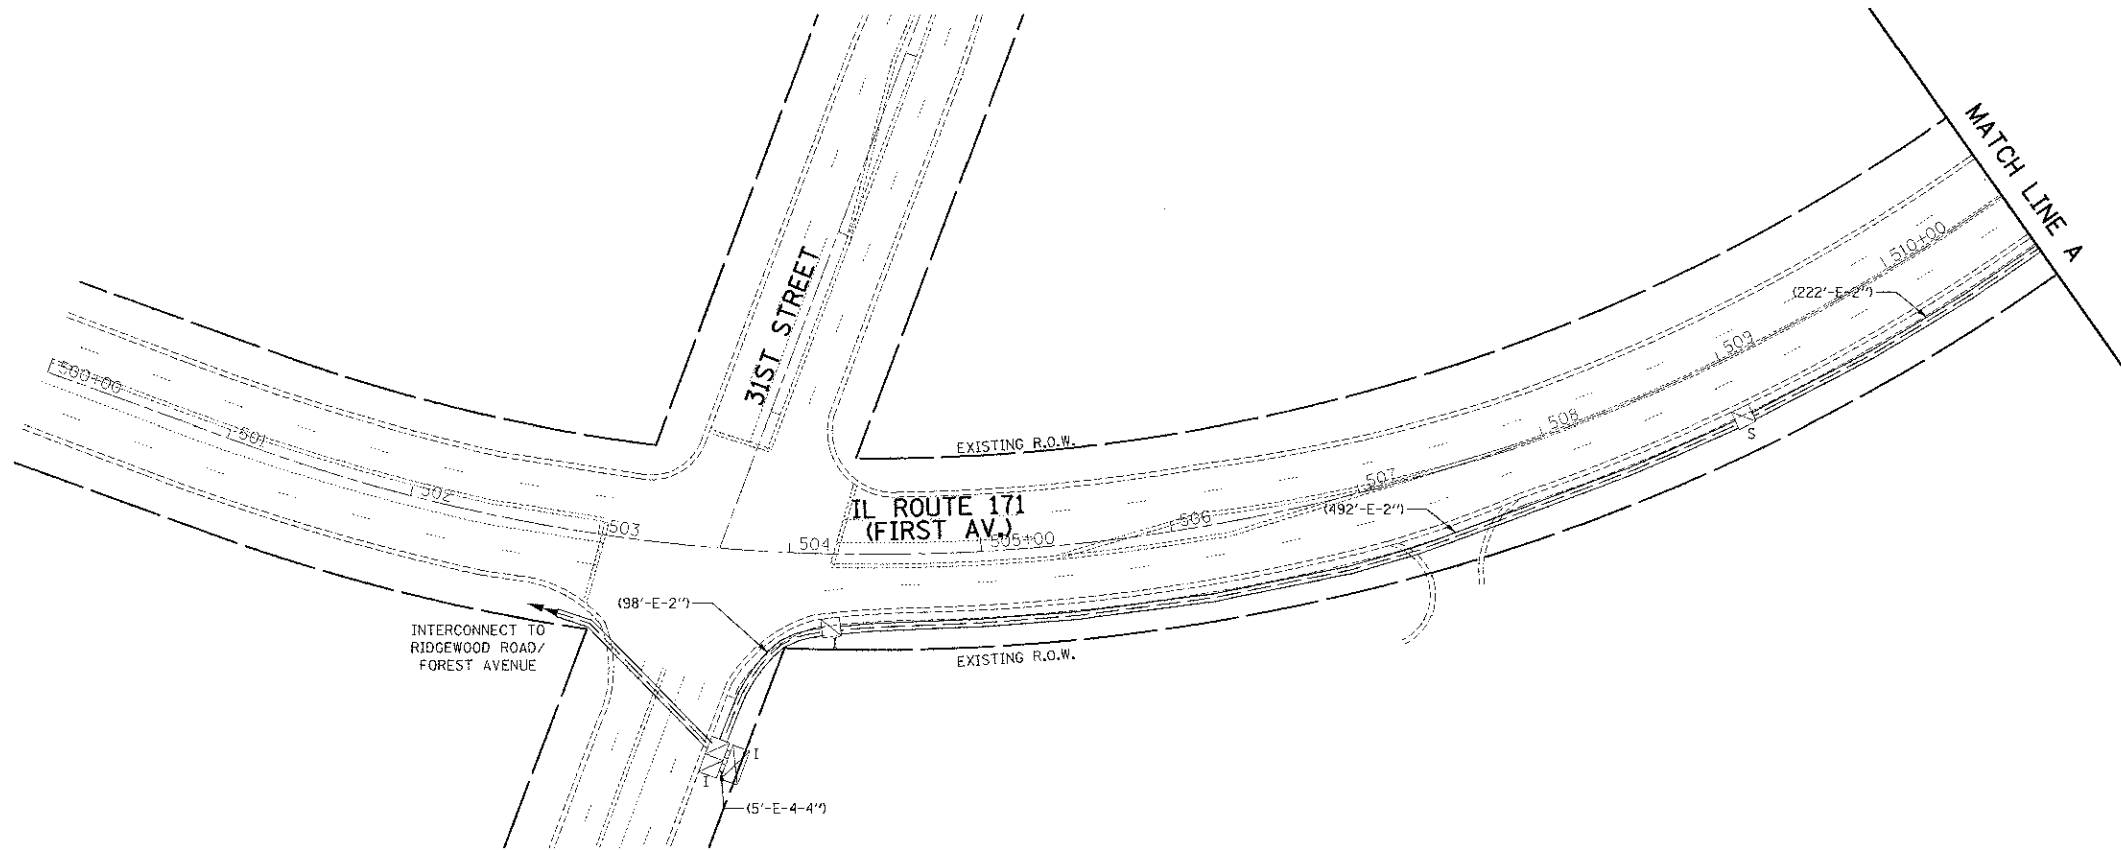 MATCH LINE A
510+00
(222'-E-2")
509
31ST STREET
500+00
501
502
503
504
505+00
506
507
508
S
EXISTING R.O.W.
IL ROUTE 171
(FIRST AV.)
(492'-E-2")
(98'-E-2")
INTERCONNECT TO
RIDGEWOOD ROAD/
FOREST AVENUE
I
EXISTING R.O.W.
I
I
(5'-E-4-4")